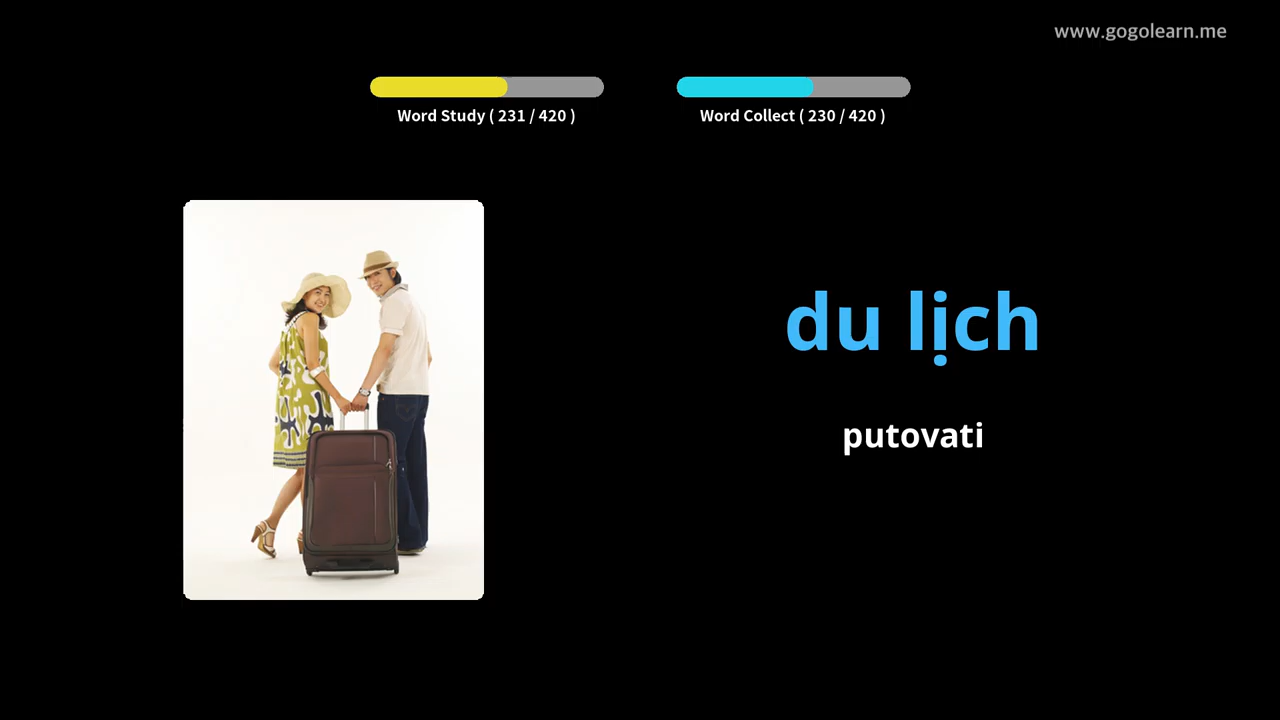 www.gogolearn.me
Word Study ( 231 / 420 )
Word Collect ( 230 / 420 )
du lịch
putovati